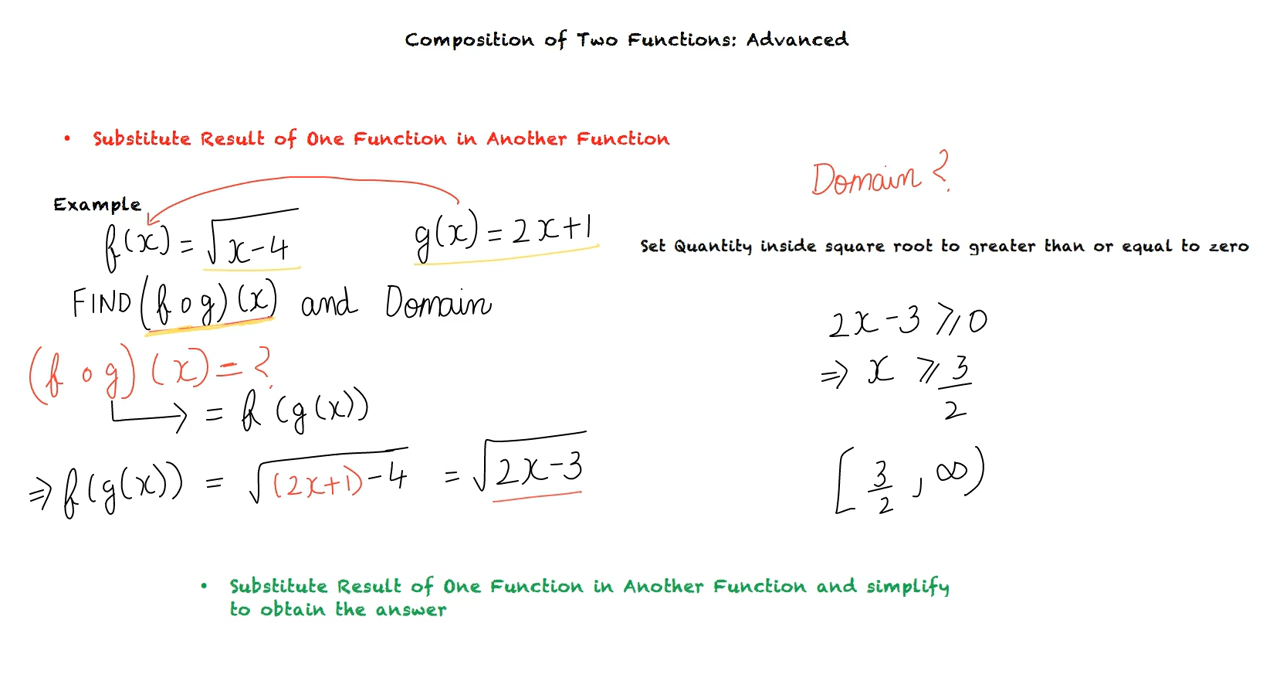 Composition of Two Functions: Advanced
• Substitute Result of One Function in Another Function
Example
f(x) = √(x-4)
g(x) = 2x+1
FIND (f o g)(x) and Domain
(f o g)(x) = ?
= f(g(x))
⇒ f(g(x)) = √((2x+1)-4) = √(2x-3)
Domain?
Set Quantity inside square root to greater than or equal to zero
2x-3 ⩾ 0
⇒ x ⩾ 3/2
[3/2, ∞)
• Substitute Result of One Function in Another Function and simplify
to obtain the answer